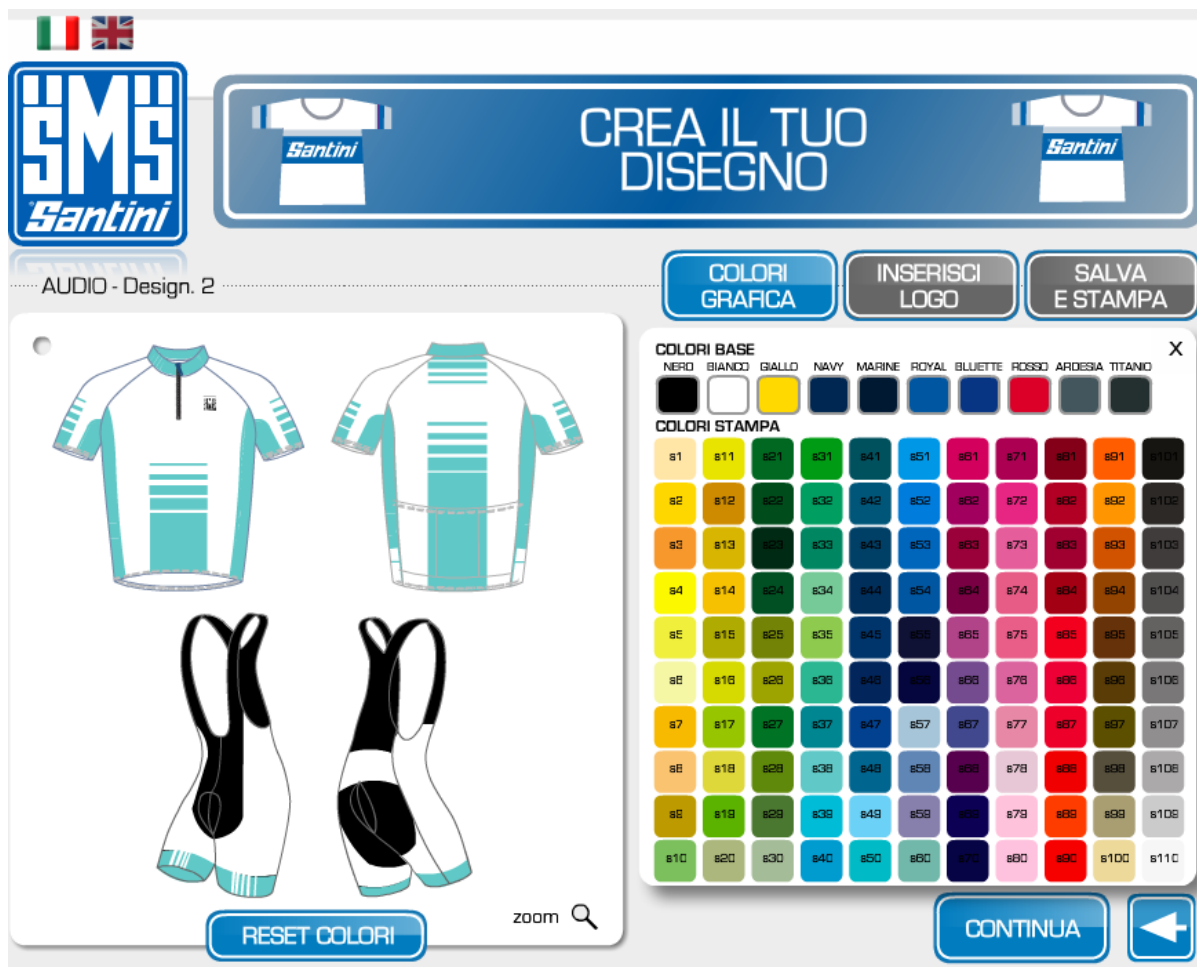 SMS
Santini
Santini
CREA IL TUO
DISEGNO
Santini
AUDIO - Design. 2
COLORI
GRAFICA
INSERISCI
LOGO
SALVA
E STAMPA
COLORI BASE
X
NERO BIANCO GIALLO NAVY MARINE ROYAL BLUETTE ROSSO ARDESIA TITANIO
COLORI STAMPA
s1 s11 s21 s31 s41 s51 s61 s71 s81 s91 s101
s2 s12 s22 s32 s42 s52 s62 s72 s82 s92 s102
s3 s13 s23 s33 s43 s53 s63 s73 s83 s93 s103
s4 s14 s24 s34 s44 s54 s64 s74 s84 s94 s104
s5 s15 s25 s35 s45 s55 s65 s75 s85 s95 s105
s6 s16 s26 s36 s46 s56 s66 s76 s86 s96 s106
s7 s17 s27 s37 s47 s57 s67 s77 s87 s97 s107
s8 s18 s28 s38 s48 s58 s68 s78 s88 s98 s108
s9 s19 s29 s39 s49 s59 s69 s79 s89 s99 s109
s10 s20 s30 s40 s50 s60 s70 s80 s90 s100 s110
zoom
RESET COLORI
CONTINUA